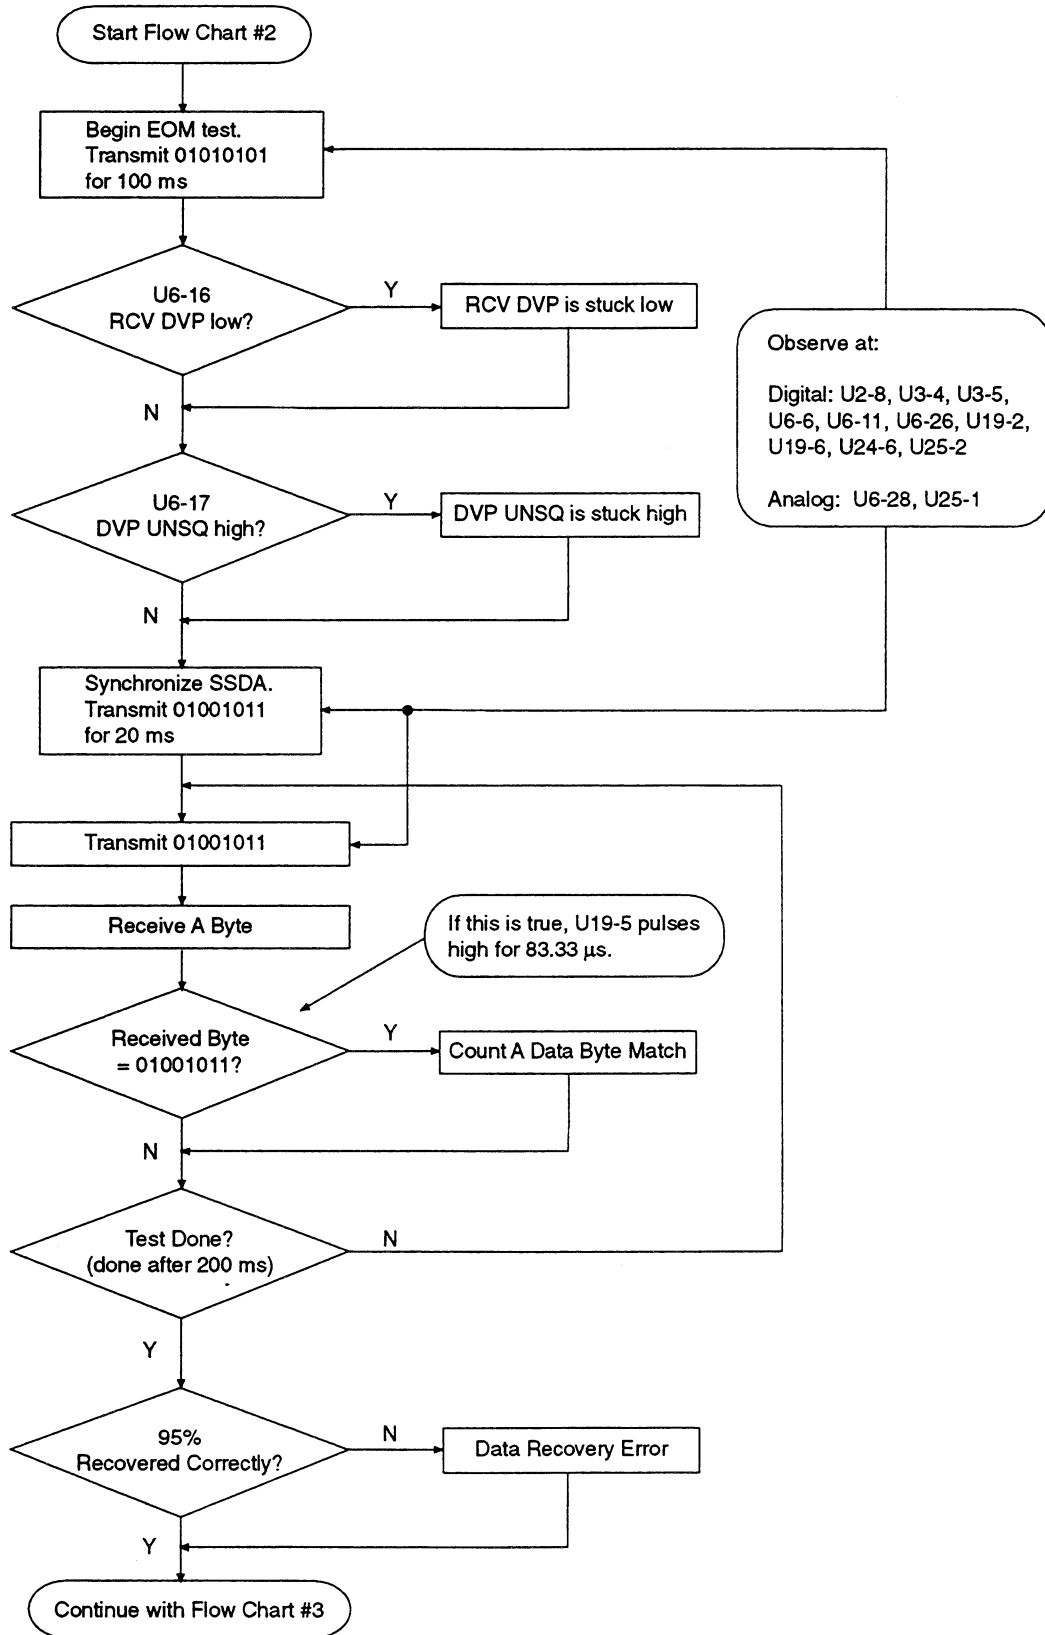 Start Flow Chart #2
Begin EOM test.
Transmit 01010101
for 100 ms
U6-16
RCV DVP low?
Y
RCV DVP is stuck low
N
Observe at:
Digital: U2-8, U3-4, U3-5,
U6-6, U6-11, U6-26, U19-2,
U19-6, U24-6, U25-2
Analog: U6-28, U25-1
U6-17
DVP UNSQ high?
Y
DVP UNSQ is stuck high
N
Synchronize SSDA.
Transmit 01001011
for 20 ms
Transmit 01001011
Receive A Byte
If this is true, U19-5 pulses
high for 83.33 µs.
Received Byte
= 01001011?
Y
Count A Data Byte Match
N
Test Done?
(done after 200 ms)
N
Y
95%
Recovered Correctly?
N
Data Recovery Error
Y
Continue with Flow Chart #3